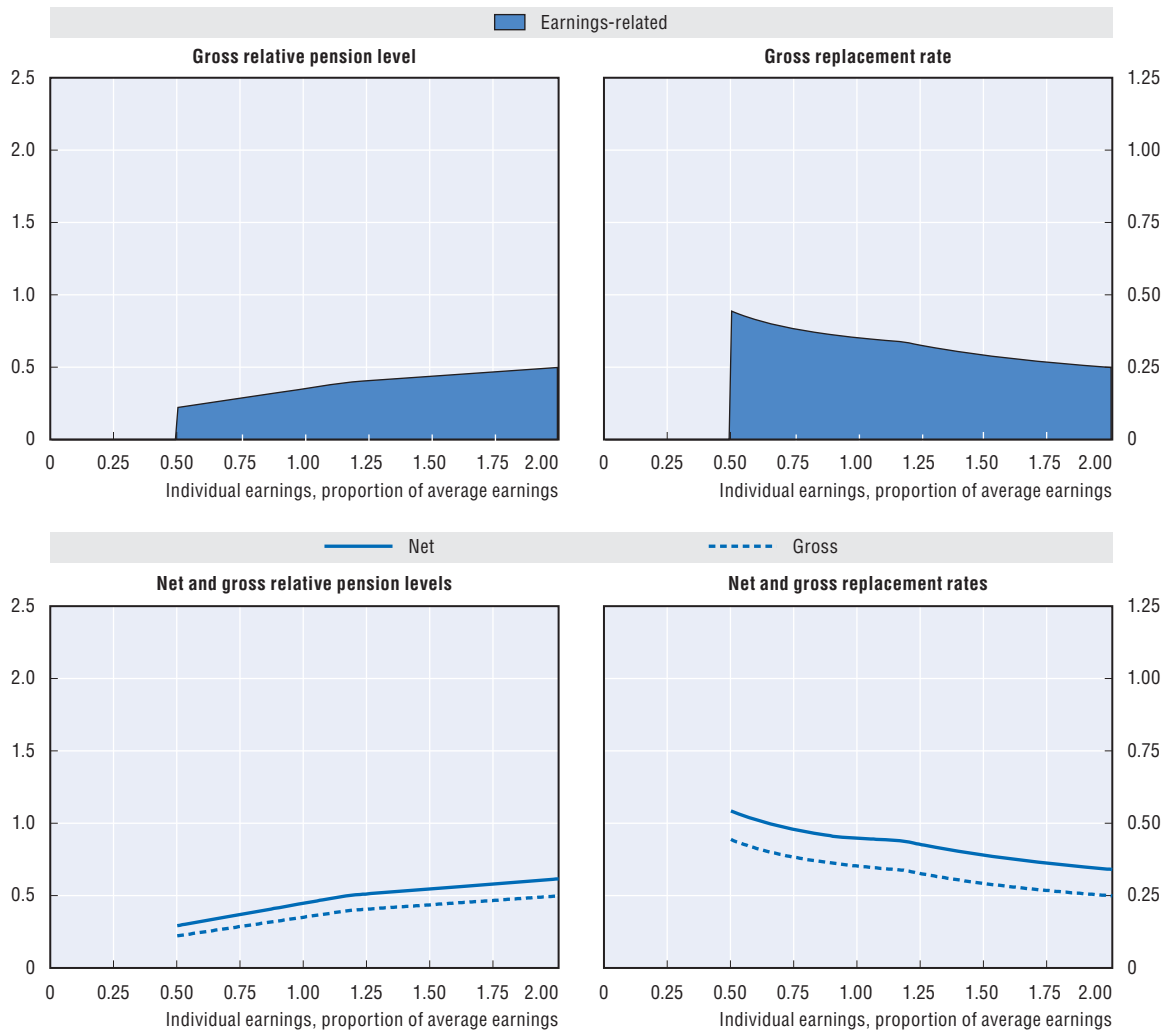 Earnings-related
Gross relative pension level
Gross replacement rate
2.5
2.0
1.5
1.0
0.5
0
1.25
1.00
0.75
0.50
0.25
0
0 0.25 0.50 0.75 1.00 1.25 1.50 1.75 2.00
Individual earnings, proportion of average earnings
0 0.25 0.50 0.75 1.00 1.25 1.50 1.75 2.00
Individual earnings, proportion of average earnings
Net Gross
Net and gross relative pension levels
Net and gross replacement rates
2.5
2.0
1.5
1.0
0.5
0
1.25
1.00
0.75
0.50
0.25
0
0 0.25 0.50 0.75 1.00 1.25 1.50 1.75 2.00
Individual earnings, proportion of average earnings
0 0.25 0.50 0.75 1.00 1.25 1.50 1.75 2.00
Individual earnings, proportion of average earnings